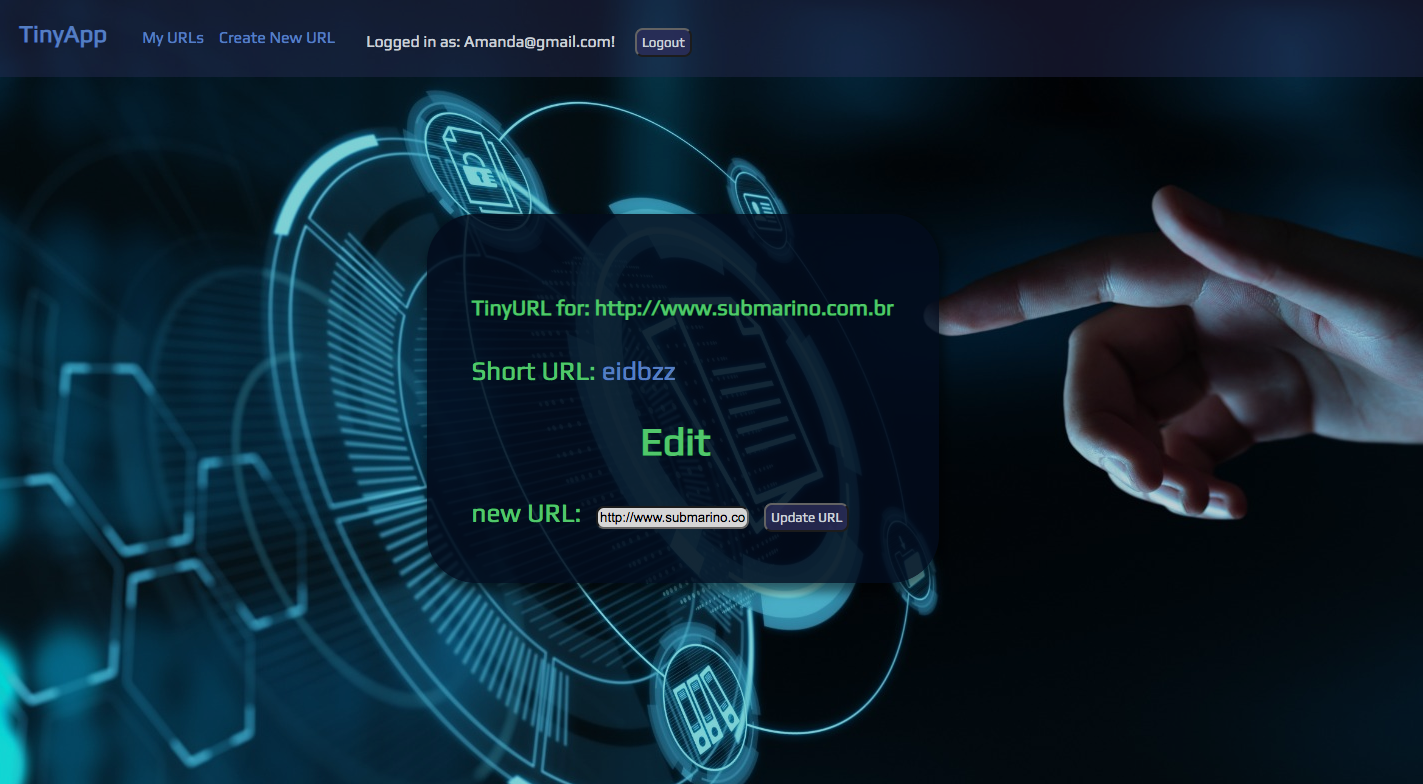 TinyApp My URLs Create New URL Logged in as: Amanda@gmail.com! Logout
TinyURL for: http://www.submarino.com.br
Short URL: eidbzz
Edit
new URL: http://www.submarino.co Update URL